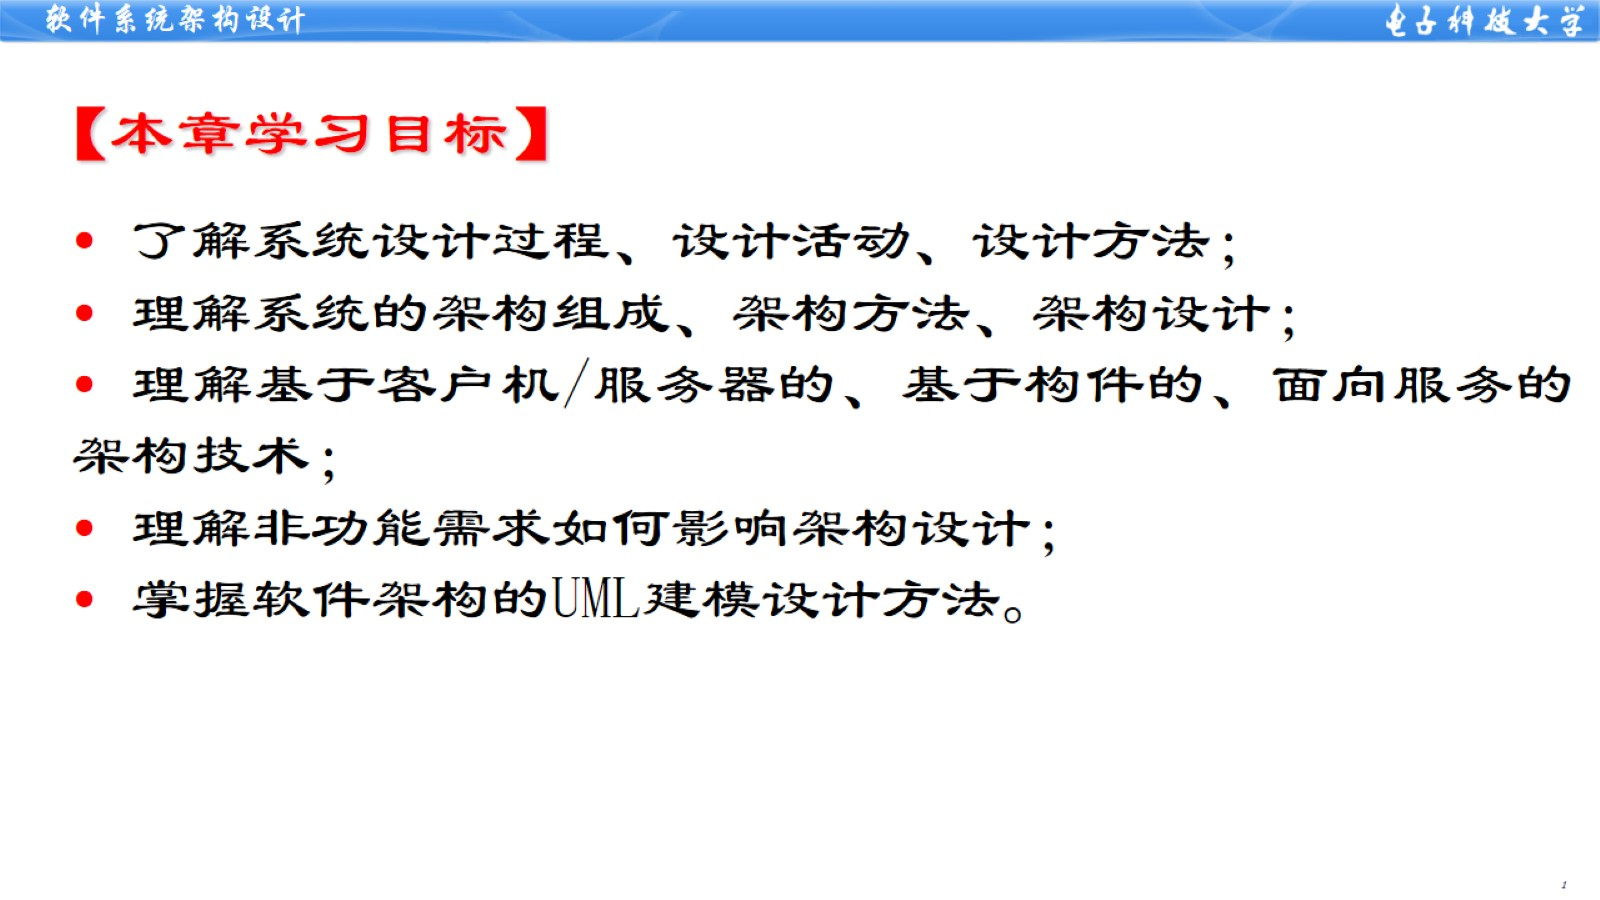 软件系统架构设计
电子科技大学
【本章学习目标】
• 了解系统设计过程、设计活动、设计方法；
• 理解系统的架构组成、架构方法、架构设计；
• 理解基于客户机/服务器的、基于构件的、面向服务的
架构技术；
• 理解非功能需求如何影响架构设计；
• 掌握软件架构的UML建模设计方法。
1